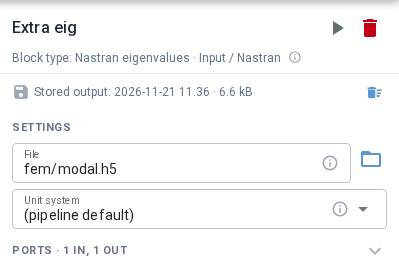 Extra eig
Block type: Nastran eigenvalues · Input / Nastran
Stored output: 2026-11-21 11:36 · 6.6 kB
SETTINGS
File
fem/modal.h5
Unit system
(pipeline default)
PORTS · 1 IN, 1 OUT